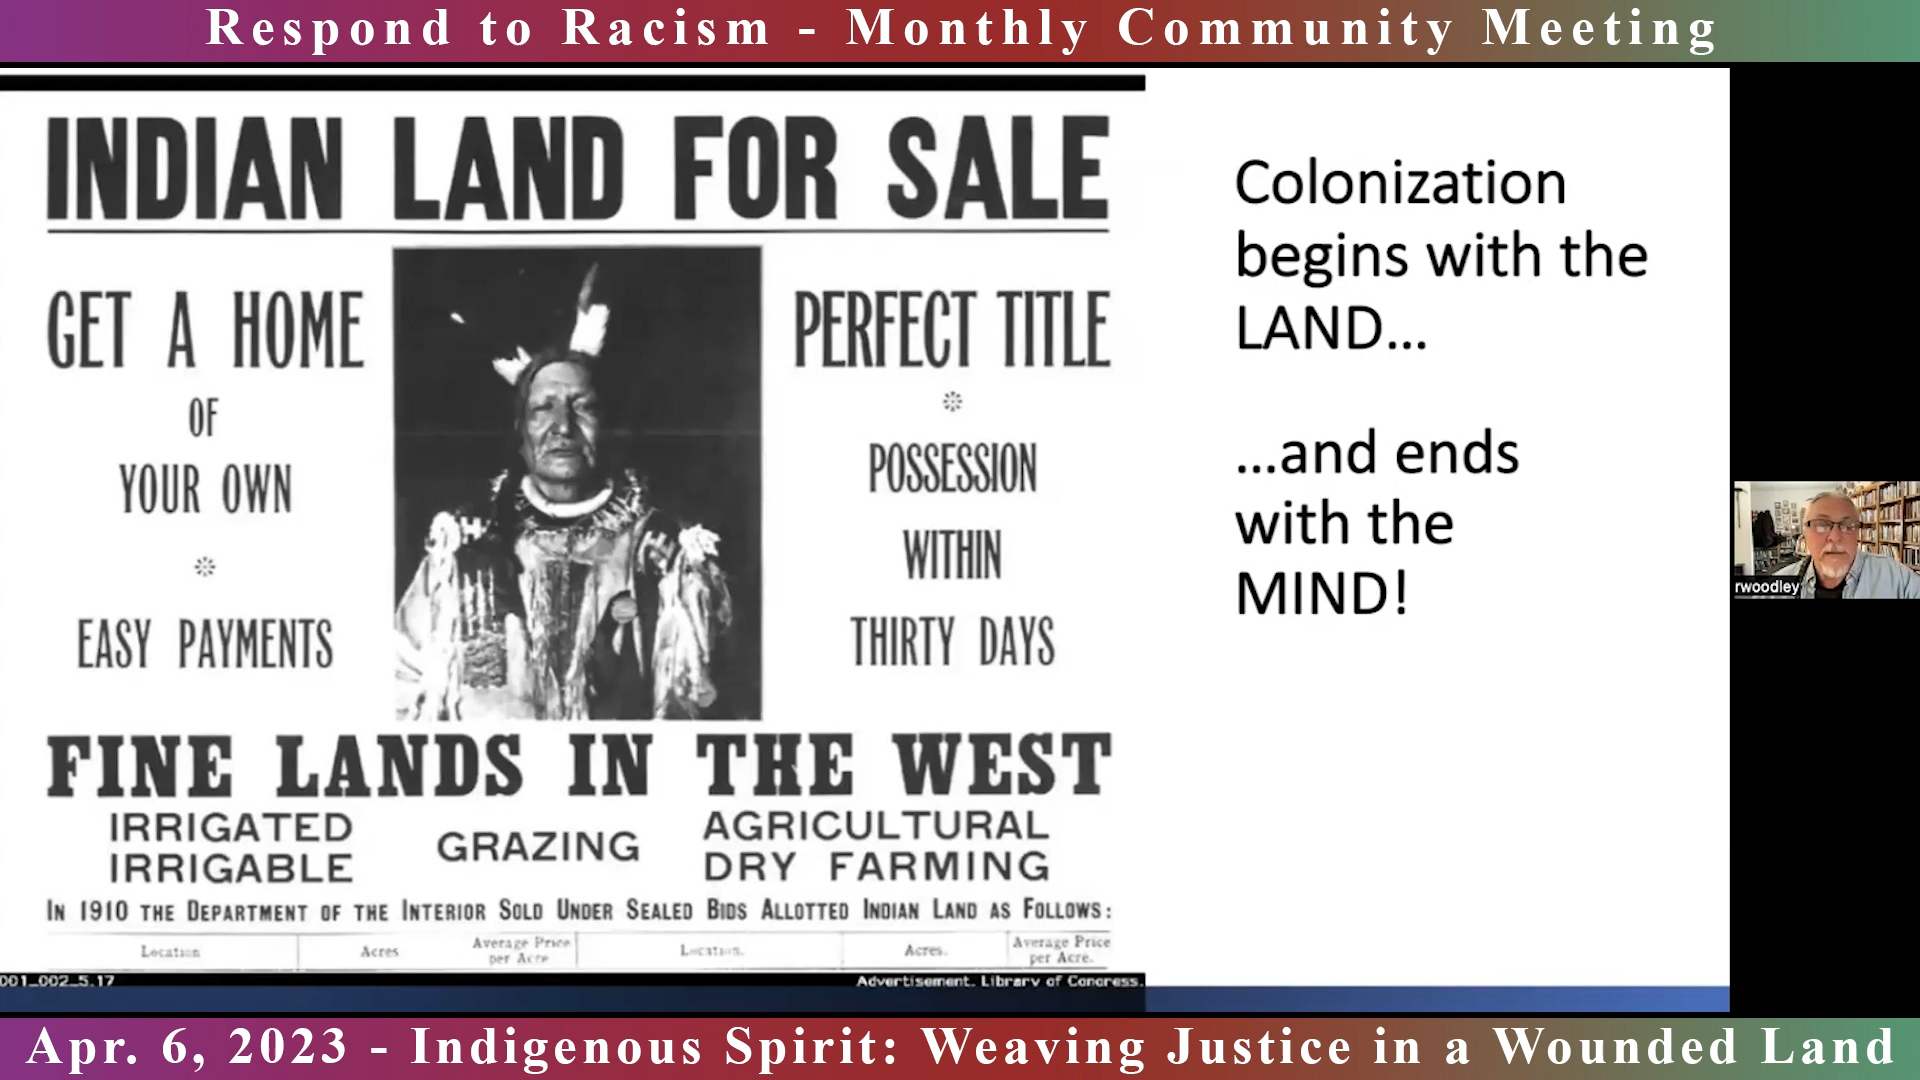 Respond to Racism - Monthly Community Meeting
INDIAN LAND FOR SALE
GET A HOME
OF
YOUR OWN
EASY PAYMENTS
PERFECT TITLE
POSSESSION
WITHIN
THIRTY DAYS
FINE LANDS IN THE WEST
IRRIGATED
IRRIGABLE
GRAZING
AGRICULTURAL
DRY FARMING
IN 1910 THE DEPARTMENT OF THE INTERIOR SOLD UNDER SEALED BIDS ALLOTTED INDIAN LAND AS FOLLOWS:
Location Acres Average Price per Acre Location. Acres. Average Price per Acre.
001_002_5.17 Advertisement. Library of Congress.
Colonization
begins with the
LAND...
...and ends
with the
MIND!
rwoodley
Apr. 6, 2023 - Indigenous Spirit: Weaving Justice in a Wounded Land